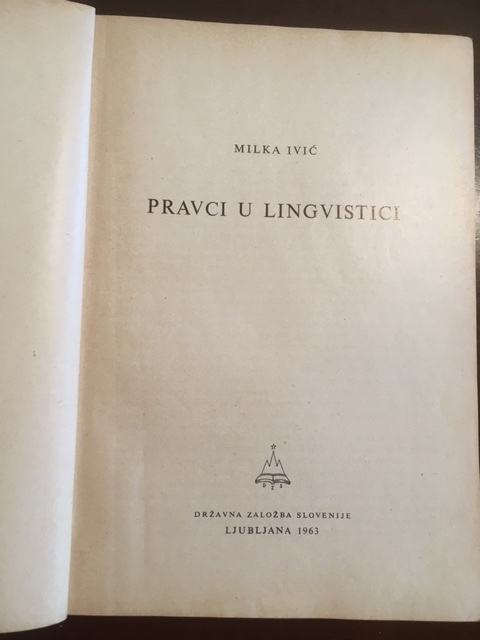 MILKA IVIĆ
PRAVCI U LINGVISTICI
D Z S
DRŽAVNA ZALOŽBA SLOVENIJE
LJUBLJANA 1963